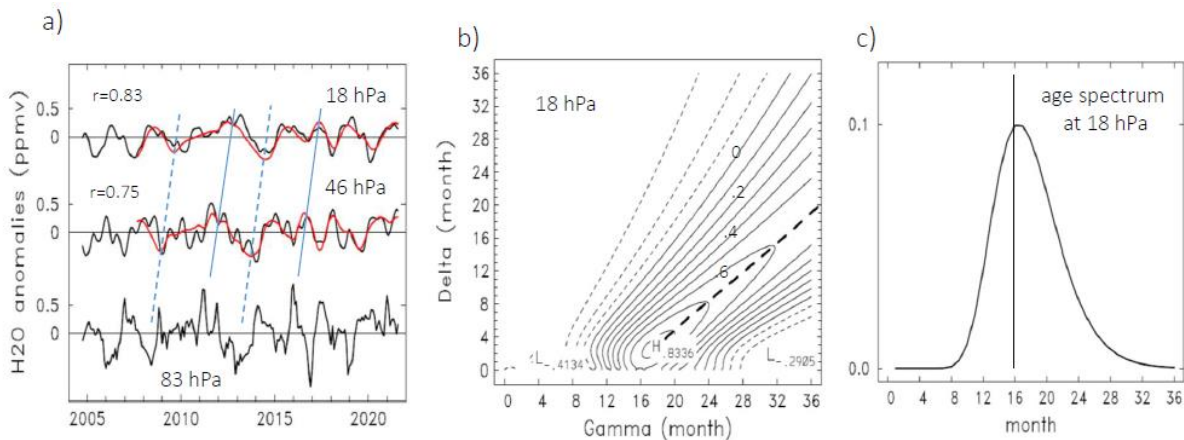 a)
H2O anomalies (ppmv)
r=0.83
18 hPa
0.5
0
r=0.75
46 hPa
0.5
0
0.5
0
83 hPa
2005 2010 2015 2020
b)
Delta (month)
36
32
28
24
20
16
12
8
4
0
18 hPa
0
.2
.4
.6
H .8336
L -.4134
L -.2905
0 4 8 12 16 20 24 28 32 36
Gamma (month)
c)
0.1
0.0
age spectrum
at 18 hPa
0 4 8 12 16 20 24 28 32 36
month